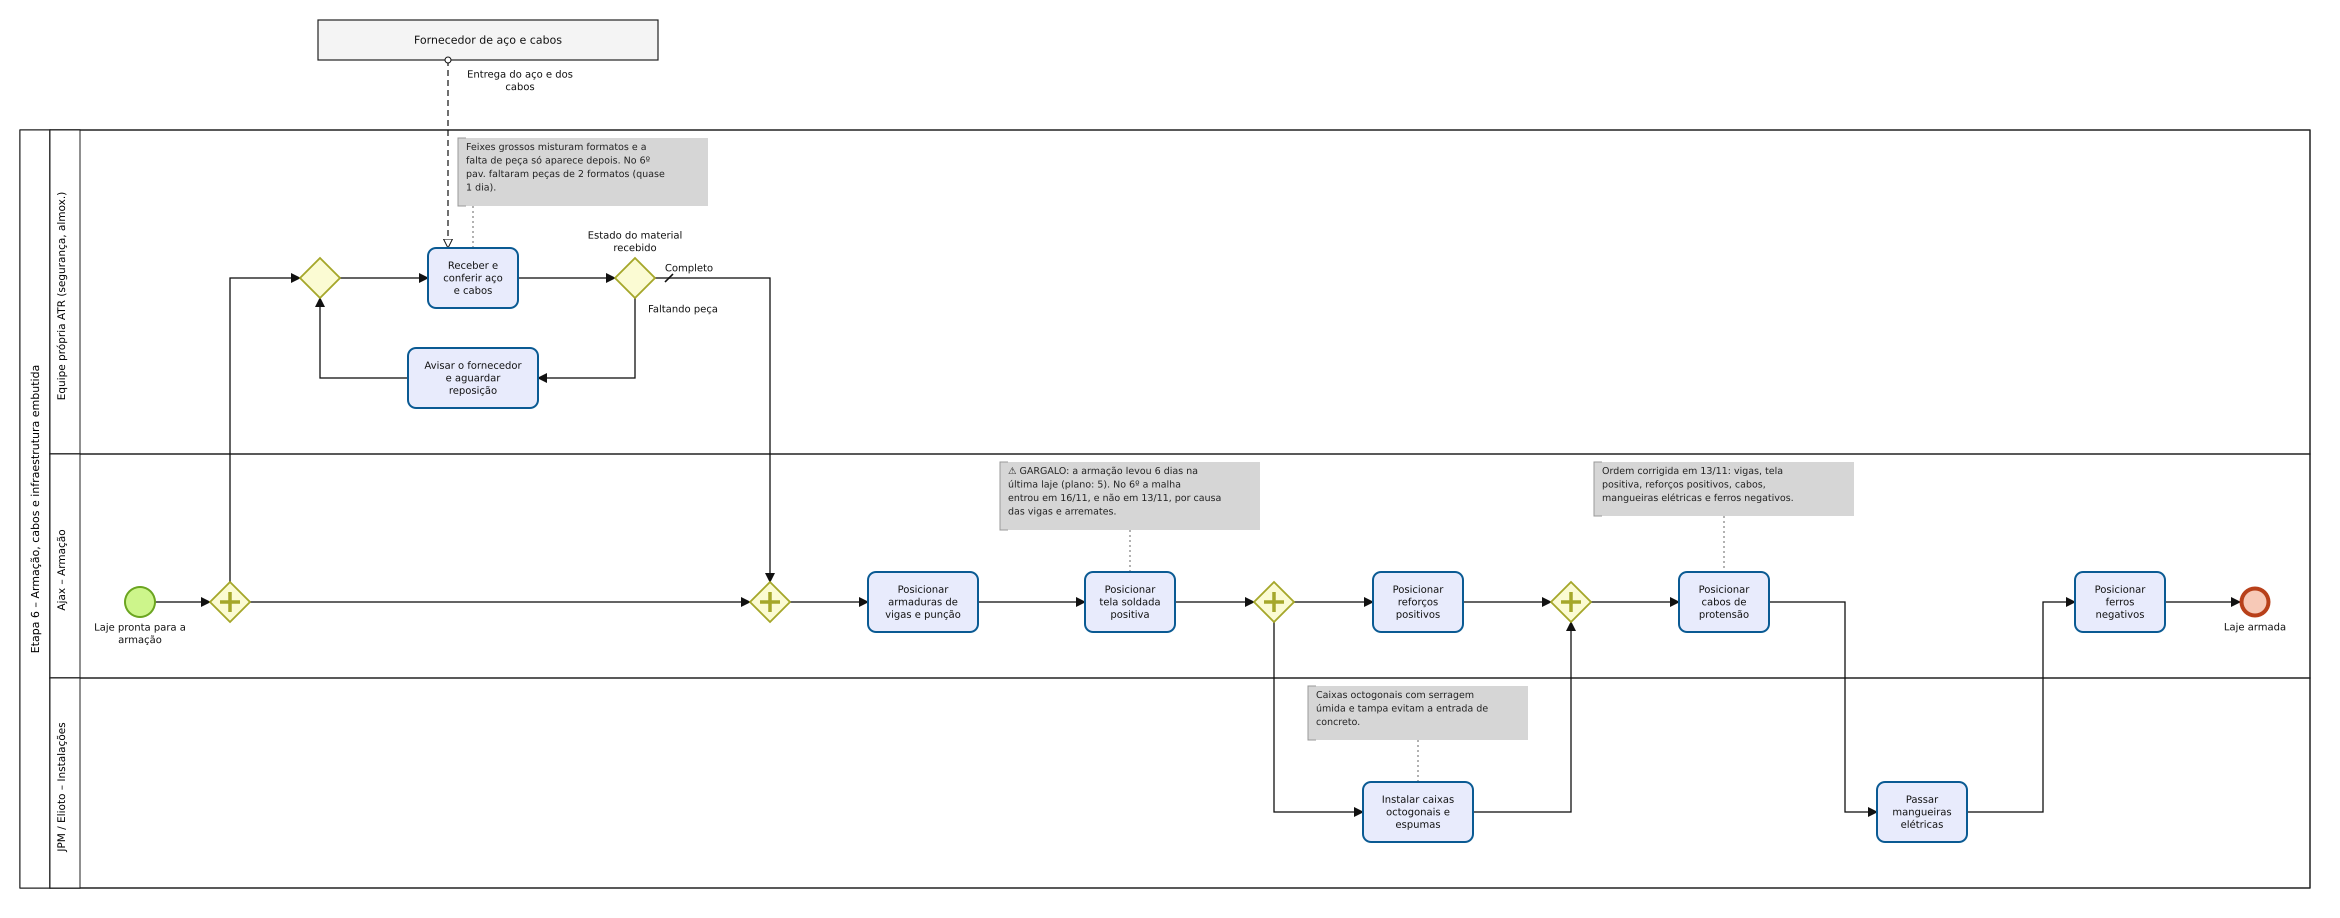 Fornecedor de aço e cabos
Entrega do aço e dos
cabos
Etapa 6 – Armação, cabos e infraestrutura embutida
Equipe própria ATR (segurança, almox.)
Feixes grossos misturam formatos e a
falta de peça só aparece depois. No 6º
pav. faltaram peças de 2 formatos (quase
1 dia).
Estado do material
recebido
Receber e
conferir aço
e cabos
Completo
Faltando peça
Avisar o fornecedor
e aguardar
reposição
Ajax – Armação
⚠ GARGALO: a armação levou 6 dias na
última laje (plano: 5). No 6º a malha
entrou em 16/11, e não em 13/11, por causa
das vigas e arremates.
Ordem corrigida em 13/11: vigas, tela
positiva, reforços positivos, cabos,
mangueiras elétricas e ferros negativos.
Laje pronta para a
armação
Posicionar
armaduras de
vigas e punção
Posicionar
tela soldada
positiva
Posicionar
reforços
positivos
Posicionar
cabos de
protensão
Posicionar
ferros
negativos
Laje armada
JPM / Elioto – Instalações
Caixas octogonais com serragem
úmida e tampa evitam a entrada de
concreto.
Instalar caixas
octogonais e
espumas
Passar
mangueiras
elétricas